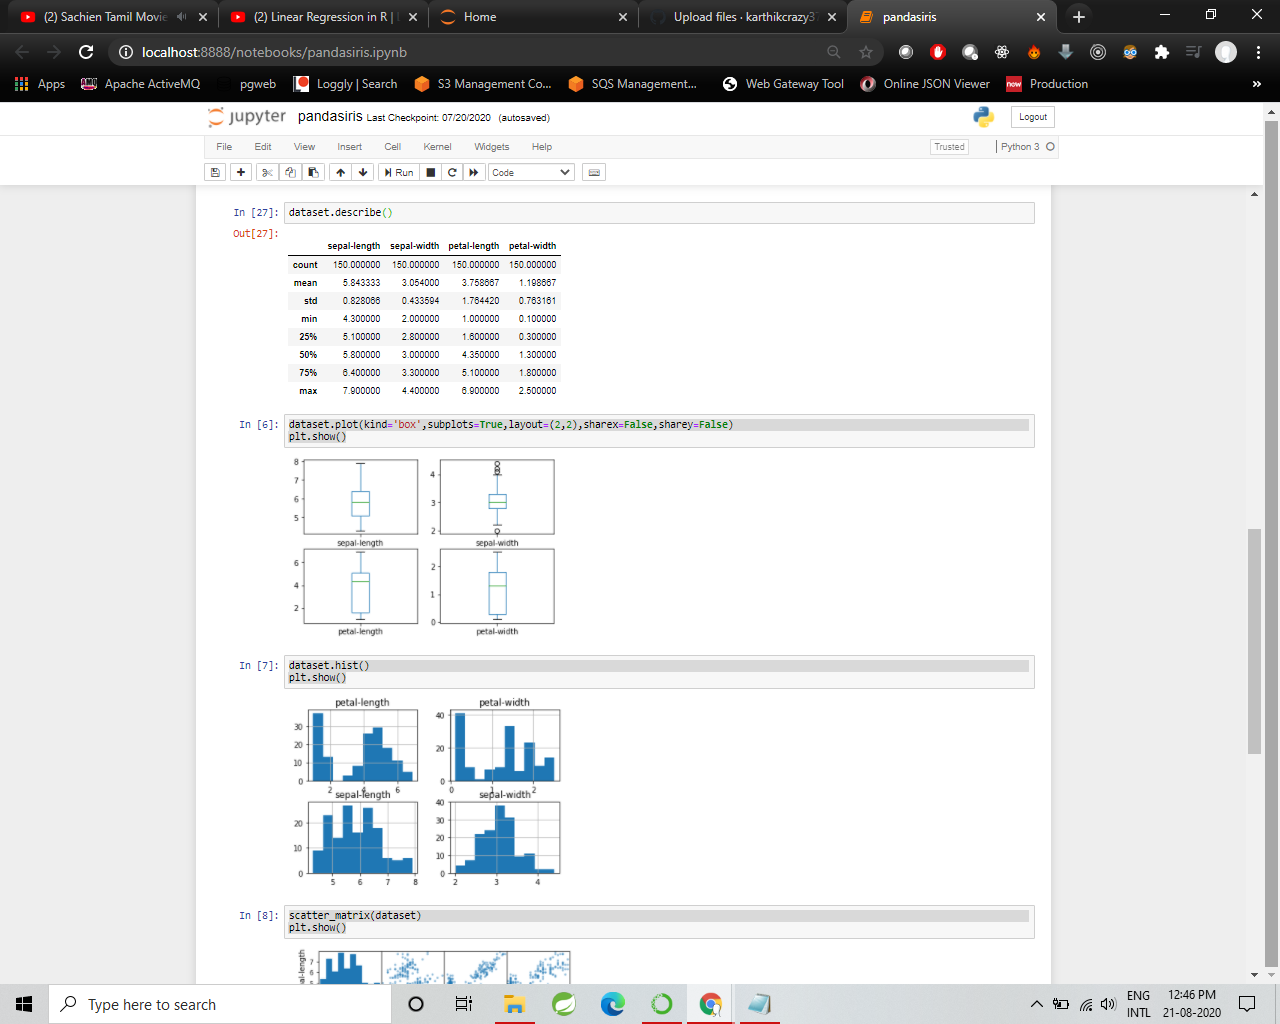 (2) Sachien Tamil Movie
(2) Linear Regression in R |
Home
Upload files · karthikcrazy37
pandasiris
localhost:8888/notebooks/pandasiris.ipynb
Apps
Apache ActiveMQ
pgweb
Loggly | Search
S3 Management Co...
SQS Management...
Web Gateway Tool
Online JSON Viewer
now Production
»
jupyter pandasiris Last Checkpoint: 07/20/2020 (autosaved)
Logout
File Edit View Insert Cell Kernel Widgets Help
Trusted
Python 3
Run
Code
In [27]: dataset.describe()
Out[27]:
sepal-length sepal-width petal-length petal-width
count 150.000000 150.000000 150.000000 150.000000
mean 5.843333 3.054000 3.758667 1.198667
std 0.828066 0.433594 1.764420 0.763161
min 4.300000 2.000000 1.000000 0.100000
25% 5.100000 2.800000 1.600000 0.300000
50% 5.800000 3.000000 4.350000 1.300000
75% 6.400000 3.300000 5.100000 1.800000
max 7.900000 4.400000 6.900000 2.500000
In [6]: dataset.plot(kind='box',subplots=True,layout=(2,2),sharex=False,sharey=False)
plt.show()
8
7
6
5
sepal-length
4
3
2
sepal-width
6
4
2
petal-length
2
1
0
petal-width
In [7]: dataset.hist()
plt.show()
petal-length
30
20
10
0
2 4 6
petal-width
40
20
0
0 1 2
sepal-length
20
10
0
5 6 7 8
sepal-width
40
30
20
10
0
2 3 4
In [8]: scatter_matrix(dataset)
plt.show()
al-length
7
6
Type here to search
ENG
INTL
12:46 PM
21-08-2020